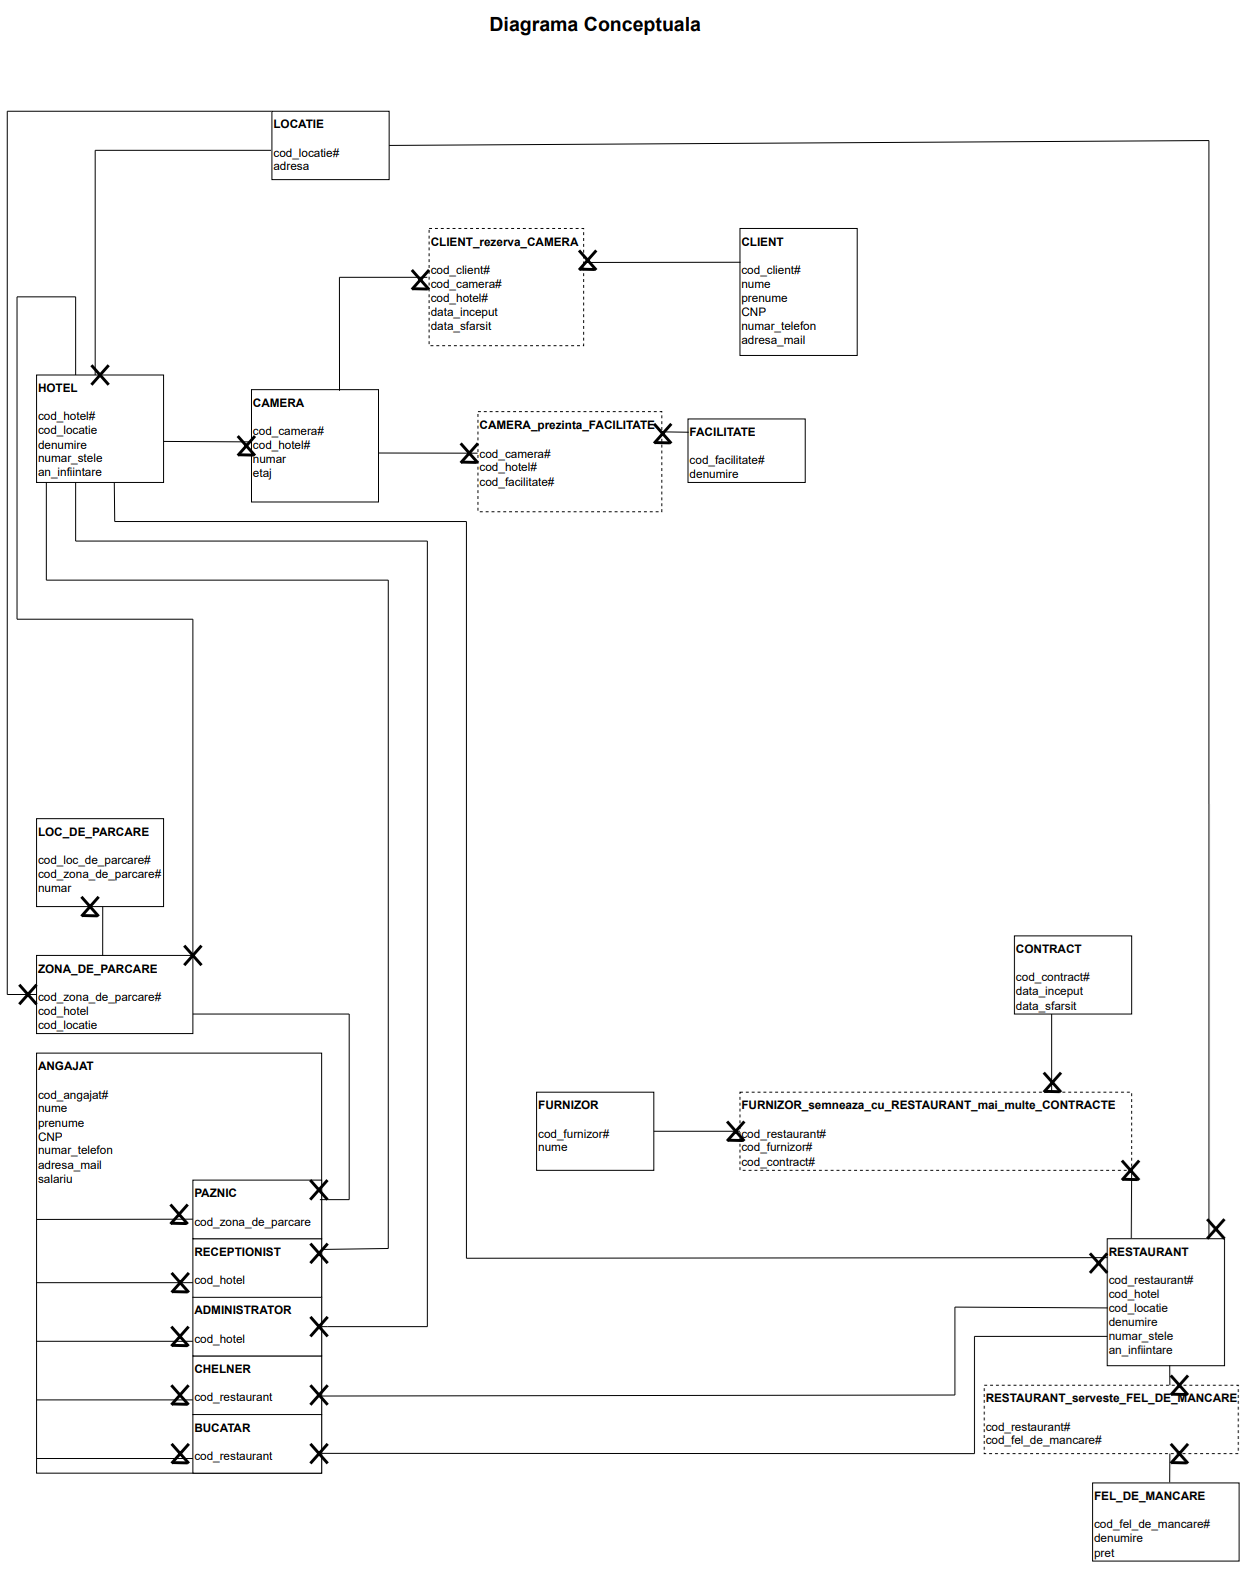 Diagrama Conceptuala
LOCATIE
cod_locatie#
adresa
CLIENT_rezerva_CAMERA
cod_client#
cod_camera#
cod_hotel#
data_inceput
data_sfarsit
CLIENT
cod_client#
nume
prenume
CNP
numar_telefon
adresa_mail
HOTEL
cod_hotel#
cod_locatie
denumire
numar_stele
an_infiintare
CAMERA
cod_camera#
cod_hotel#
numar
etaj
CAMERA_prezinta_FACILITATE
cod_camera#
cod_hotel#
cod_facilitate#
FACILITATE
cod_facilitate#
denumire
LOC_DE_PARCARE
cod_loc_de_parcare#
cod_zona_de_parcare#
numar
ZONA_DE_PARCARE
cod_zona_de_parcare#
cod_hotel
cod_locatie
CONTRACT
cod_contract#
data_inceput
data_sfarsit
ANGAJAT
cod_angajat#
nume
prenume
CNP
numar_telefon
adresa_mail
salariu
FURNIZOR
cod_furnizor#
nume
FURNIZOR_semneaza_cu_RESTAURANT_mai_multe_CONTRACTE
cod_restaurant#
cod_furnizor#
cod_contract#
PAZNIC
cod_zona_de_parcare
RECEPTIONIST
cod_hotel
ADMINISTRATOR
cod_hotel
CHELNER
cod_restaurant
BUCATAR
cod_restaurant
RESTAURANT
cod_restaurant#
cod_hotel
cod_locatie
denumire
numar_stele
an_infiintare
RESTAURANT_serveste_FEL_DE_MANCARE
cod_restaurant#
cod_fel_de_mancare#
FEL_DE_MANCARE
cod_fel_de_mancare#
denumire
pret